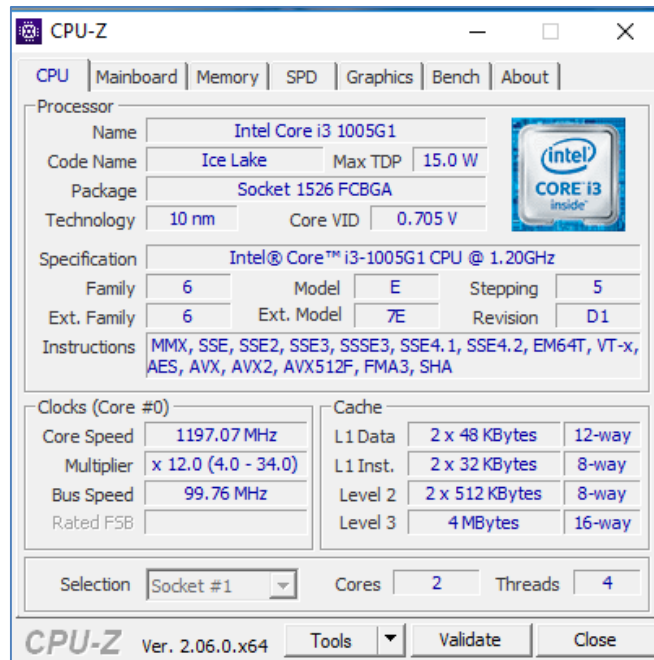 CPU-Z
CPU Mainboard Memory SPD Graphics Bench About
Processor
Name Intel Core i3 1005G1
Code Name Ice Lake Max TDP 15.0 W
Package Socket 1526 FCBGA
Technology 10 nm Core VID 0.705 V
intel
CORE i3
inside™
Specification Intel® Core™ i3-1005G1 CPU @ 1.20GHz
Family 6 Model E Stepping 5
Ext. Family 6 Ext. Model 7E Revision D1
Instructions MMX, SSE, SSE2, SSE3, SSSE3, SSE4.1, SSE4.2, EM64T, VT-x,
AES, AVX, AVX2, AVX512F, FMA3, SHA
Clocks (Core #0)
Core Speed 1197.07 MHz
Multiplier x 12.0 (4.0 - 34.0)
Bus Speed 99.76 MHz
Rated FSB
Cache
L1 Data 2 x 48 KBytes 12-way
L1 Inst. 2 x 32 KBytes 8-way
Level 2 2 x 512 KBytes 8-way
Level 3 4 MBytes 16-way
Selection Socket #1 Cores 2 Threads 4
CPU-Z Ver. 2.06.0.x64 Tools Validate Close